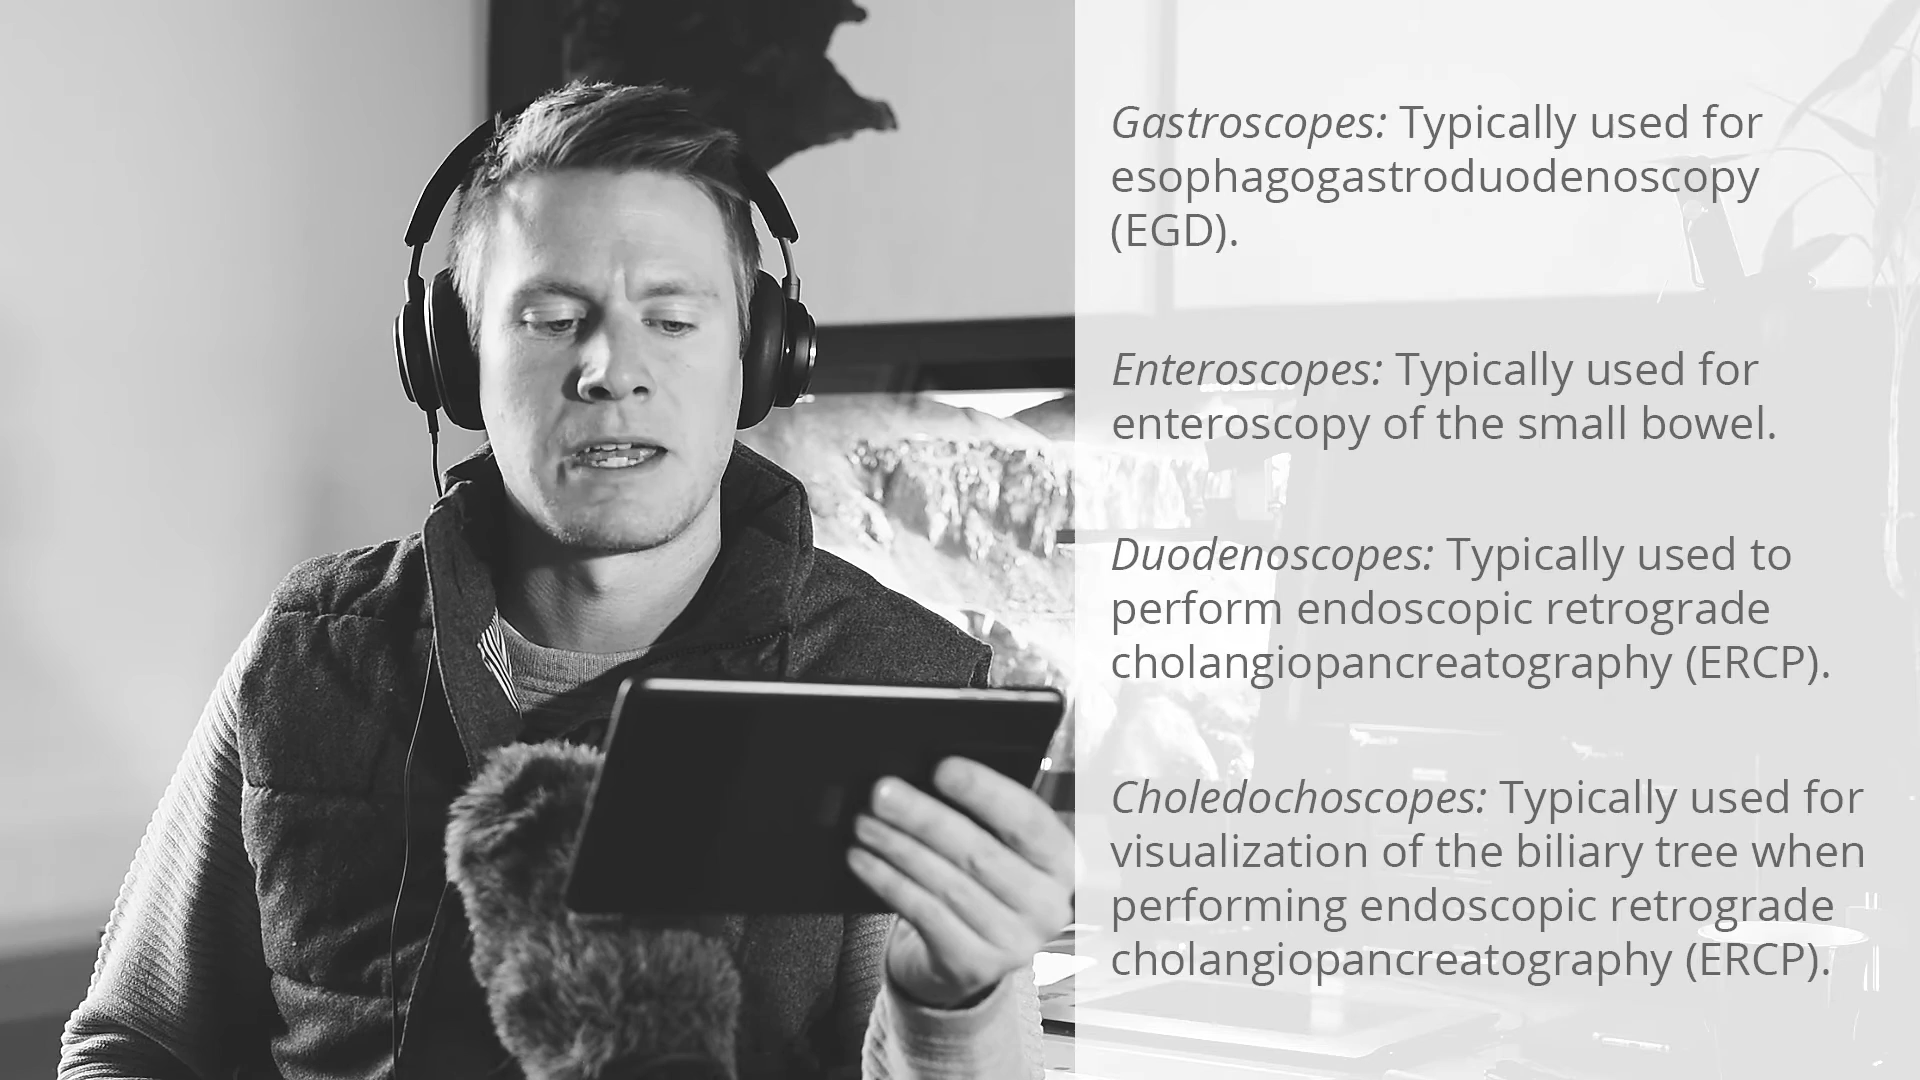 Gastroscopes: Typically used for
esophagogastroduodenoscopy
(EGD).
Enteroscopes: Typically used for
enteroscopy of the small bowel.
Duodenoscopes: Typically used to
perform endoscopic retrograde
cholangiopancreatography (ERCP).
Choledochoscopes: Typically used for
visualization of the biliary tree when
performing endoscopic retrograde
cholangiopancreatography (ERCP).